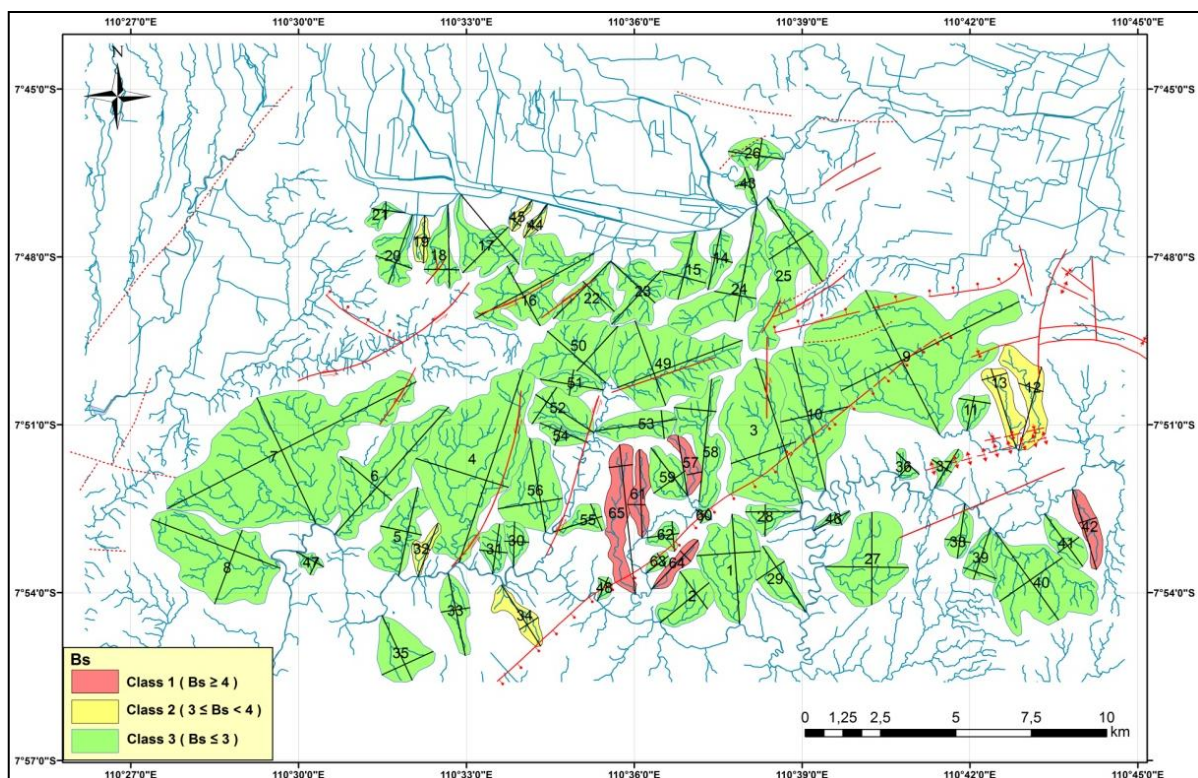 110°27'0"E 110°30'0"E 110°33'0"E 110°36'0"E 110°39'0"E 110°42'0"E 110°45'0"E
N
7°45'0"S 7°45'0"S
26
43
21 45 44
19 17
20 18 7°48'0"S 7°48'0"S
15 14
25
16 22 23 24
50 49 9
51 13 12
52 10 11
7°51'0"S 53 3 7°51'0"S
54
7 4 58
6 57 36 37
59
56 61
65 60
55 28 46
5 62 42
32 31 30 38
8 47 63 64 1 27 39 41
48 29 40
7°54'0"S 33 2 7°54'0"S
34
35
Bs
Class 1 ( Bs ≥ 4 )
Class 2 ( 3 ≤ Bs < 4 )
Class 3 ( Bs ≤ 3 )
0 1,25 2,5 5 7,5 10
km
7°57'0"S 7°57'0"S
110°27'0"E 110°30'0"E 110°33'0"E 110°36'0"E 110°39'0"E 110°42'0"E 110°45'0"E